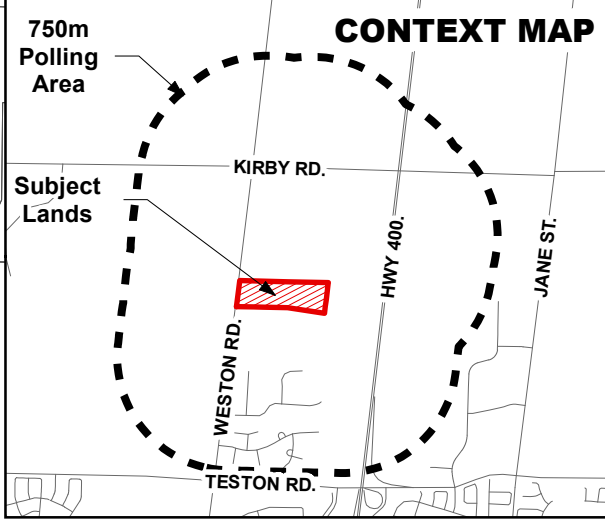 CONTEXT MAP
750m
Polling
Area
KIRBY RD.
Subject
Lands
HWY 400.
JANE ST.
WESTON RD.
TESTON RD.